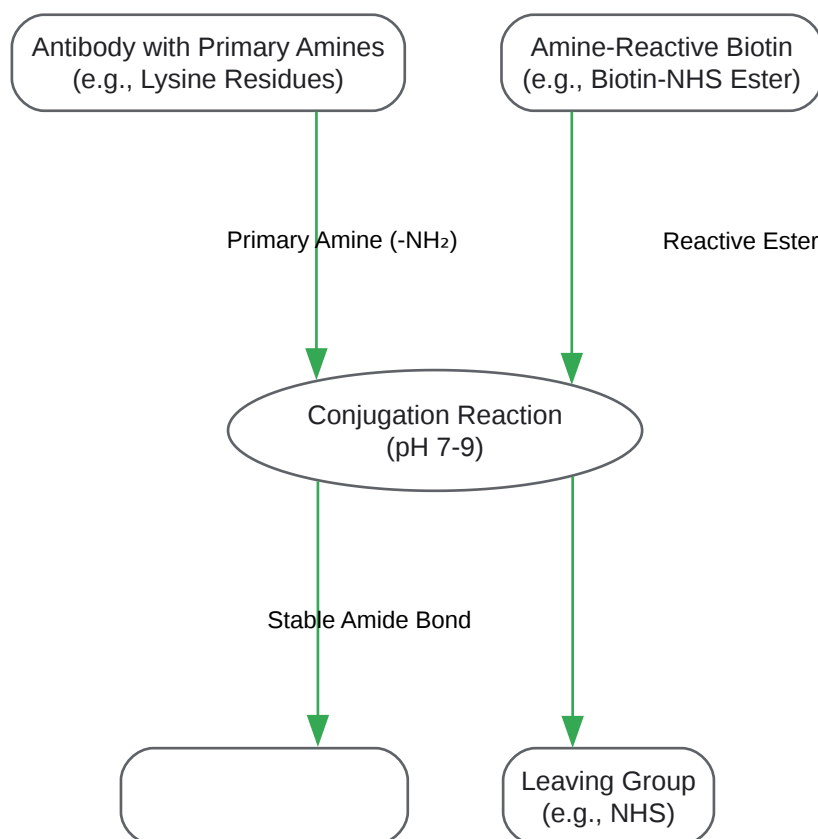 Antibody with Primary Amines
(e.g., Lysine Residues)
Amine-Reactive Biotin
(e.g., Biotin-NHS Ester)
Primary Amine (-NH₂)
Reactive Ester
Conjugation Reaction
(pH 7-9)
Stable Amide Bond
Leaving Group
(e.g., NHS)